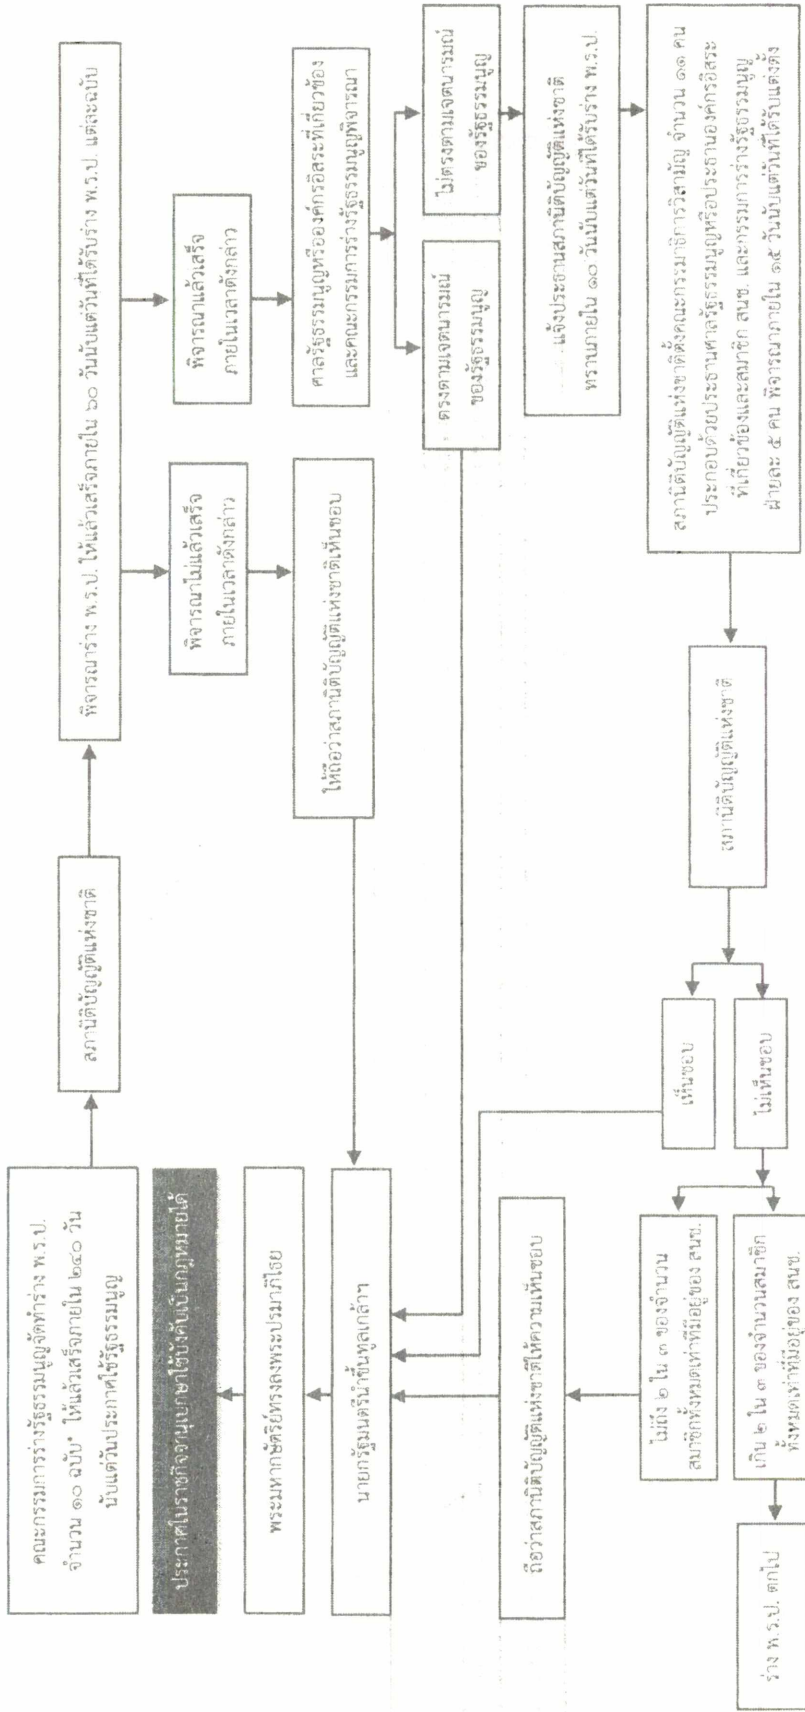 คณะกรรมการร่างรัฐธรรมนูญจัดทำร่าง พ.ร.ป.
จำนวน ๑๐ ฉบับ* ให้แล้วเสร็จภายใน ๒๔๐ วัน
นับแต่วันประกาศใช้รัฐธรรมนูญ
สภานิติบัญญัติแห่งชาติ
พิจารณาร่าง พ.ร.ป. ให้แล้วเสร็จภายใน ๖๐ วันนับแต่วันที่ได้รับร่าง พ.ร.ป. แต่ละฉบับ
พิจารณาไม่แล้วเสร็จ
ภายในเวลาดังกล่าว
พิจารณาแล้วเสร็จ
ภายในเวลาดังกล่าว
ให้ถือว่าสภานิติบัญญัติแห่งชาติเห็นชอบ
ศาลรัฐธรรมนูญหรือองค์กรอิสระที่เกี่ยวข้อง
และคณะกรรมการร่างรัฐธรรมนูญพิจารณา
ตรงตามเจตนารมณ์
ของรัฐธรรมนูญ
ไม่ตรงตามเจตนารมณ์
ของรัฐธรรมนูญ
แจ้งประธานสภานิติบัญญัติแห่งชาติ
ทราบภายใน ๑๐ วันนับแต่วันที่ได้รับร่าง พ.ร.ป.
สภานิติบัญญัติแห่งชาติตั้งคณะกรรมาธิการวิสามัญ จำนวน ๑๑ คน
ประกอบด้วยประธานศาลรัฐธรรมนูญหรือประธานองค์กรอิสระ
ที่เกี่ยวข้องและสมาชิก สนช. และกรรมการร่างรัฐธรรมนูญ
ฝ่ายละ ๕ คน พิจารณาภายใน ๑๕ วันนับแต่วันที่ได้รับแต่งตั้ง
สภานิติบัญญัติแห่งชาติ
เห็นชอบ
ไม่เห็นชอบ
ไม่ถึง ๒ ใน ๓ ของจำนวน
สมาชิกทั้งหมดเท่าที่มีอยู่ของ สนช.
เกิน ๒ ใน ๓ ของจำนวนสมาชิก
ทั้งหมดเท่าที่มีอยู่ของ สนช.
ร่าง พ.ร.ป. ตกไป
ถือว่าสภานิติบัญญัติแห่งชาติให้ความเห็นชอบ
นายกรัฐมนตรีนำขึ้นทูลเกล้าฯ
พระมหากษัตริย์ทรงลงพระปรมาภิไธย
ประกาศในราชกิจจานุเบกษาใช้บังคับเป็นกฎหมายได้